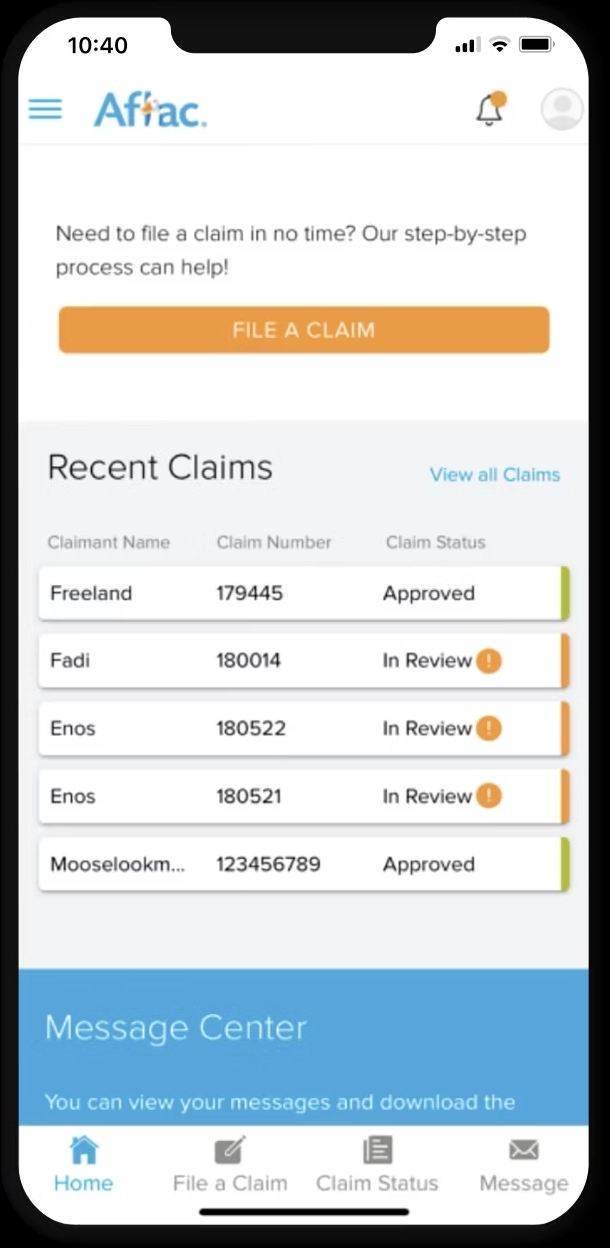 10:40
Aflac.
Need to file a claim in no time? Our step-by-step
process can help!
FILE A CLAIM
Recent Claims
View all Claims
Claimant Name Claim Number Claim Status
Freeland 179445 Approved
Fadi 180014 In Review !
Enos 180522 In Review !
Enos 180521 In Review !
Mooselookm... 123456789 Approved
Message Center
You can view your messages and download the
Home File a Claim Claim Status Message